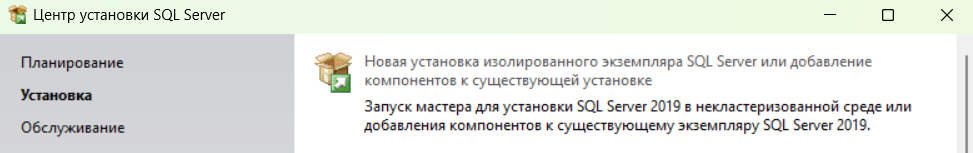 Центр установки SQL Server
Планирование
Установка
Обслуживание
Новая установка изолированного экземпляра SQL Server или добавление
компонентов к существующей установке
Запуск мастера для установки SQL Server 2019 в некластеризованной среде или
добавления компонентов к существующему экземпляру SQL Server 2019.